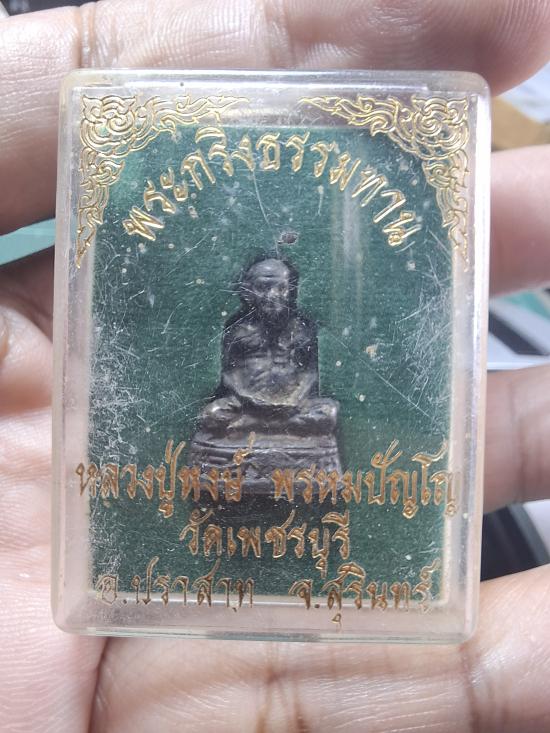 พระกริ่งธรรมทาน
หลวงปู่หงษ์ พรหมปัญโญ
วัดเพชรบุรี
อ.ปราสาท จ.สุรินทร์